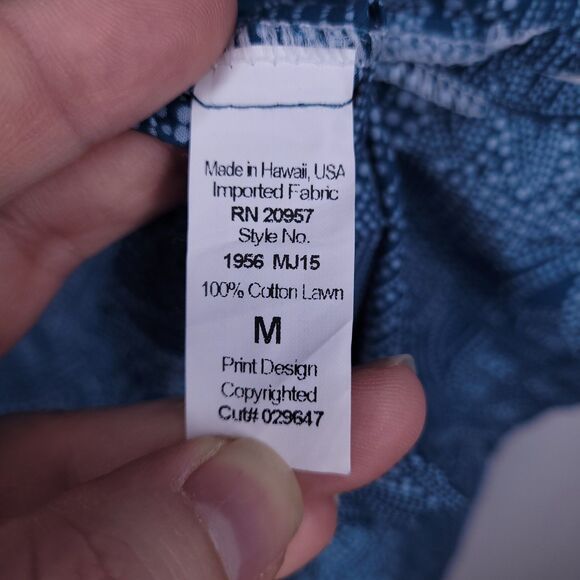 Made in Hawaii, USA
Imported Fabric
RN 20957
Style No.
1956 MJ15
100% Cotton Lawn
M
Print Design
Copyrighted
Cut# 029647